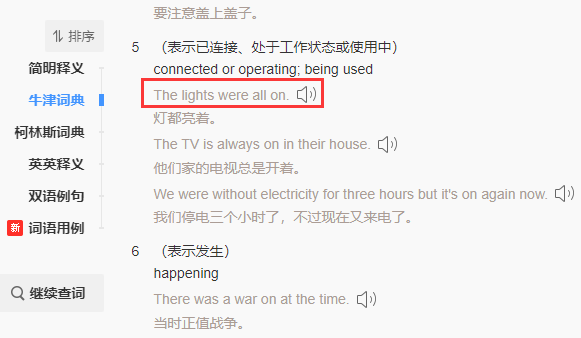 要注意盖上盖子。
排序
简明释义
牛津词典
柯林斯词典
英英释义
双语例句
新 词语用例
继续查词
5 （表示已连接、处于工作状态或使用中）
connected or operating; being used
The lights were all on.
灯都亮着。
The TV is always on in their house.
他们家的电视总是开着。
We were without electricity for three hours but it's on again now.
我们停电三个小时了，不过现在又来电了。
6 （表示发生）
happening
There was a war on at the time.
当时正值战争。